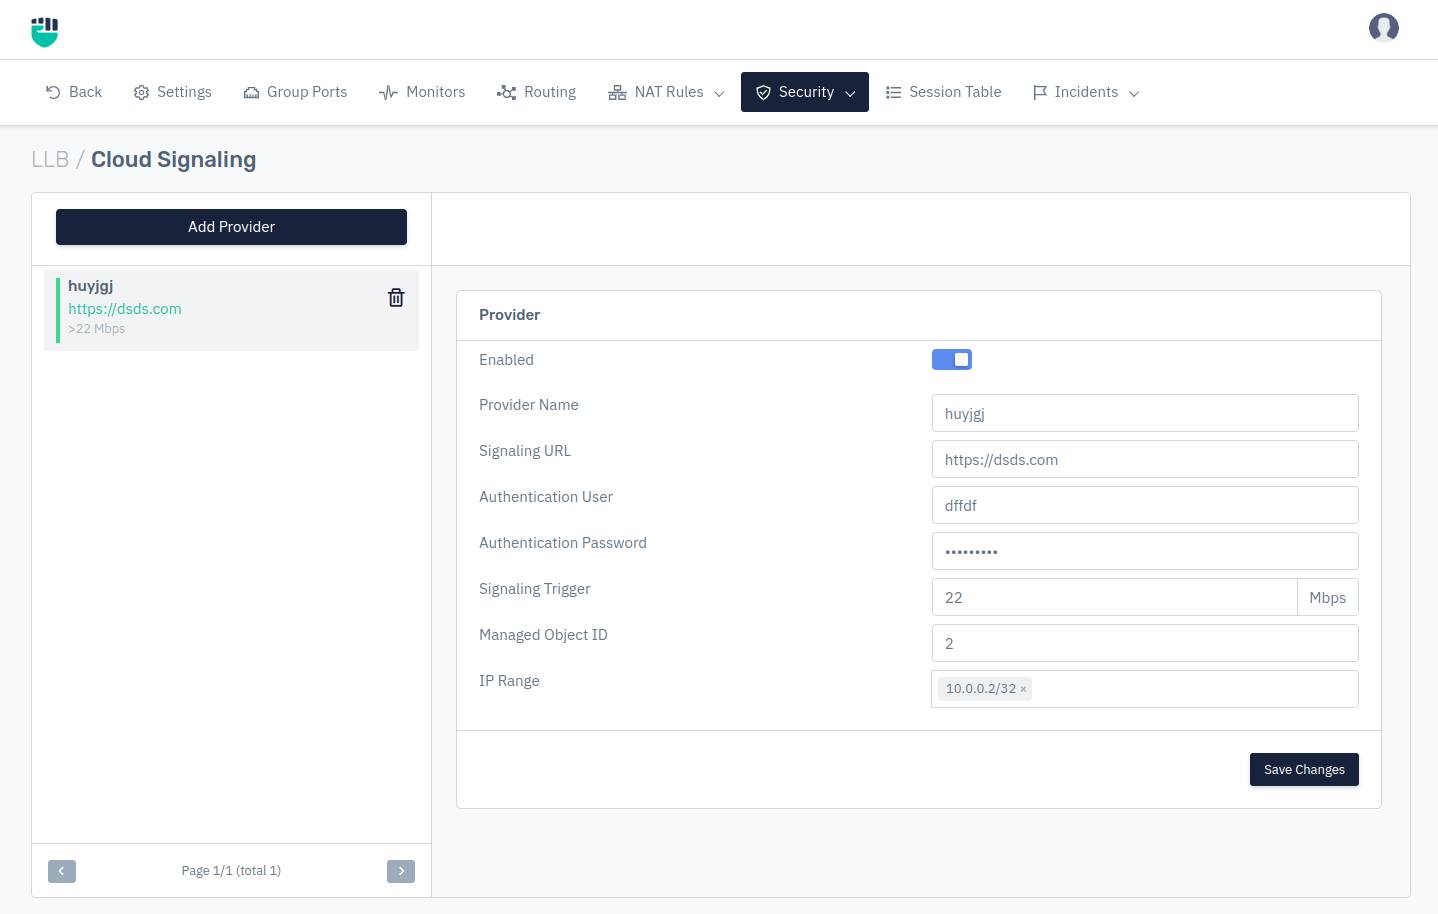 Back Settings Group Ports Monitors Routing NAT Rules Security Session Table Incidents
LLB / Cloud Signaling
Add Provider
huyjgj
https://dsds.com
>22 Mbps
Provider
Enabled
Provider Name huyjgj
Signaling URL https://dsds.com
Authentication User dffdf
Authentication Password •••••••••
Signaling Trigger 22 Mbps
Managed Object ID 2
IP Range 10.0.0.2/32 ×
Save Changes
Page 1/1 (total 1)